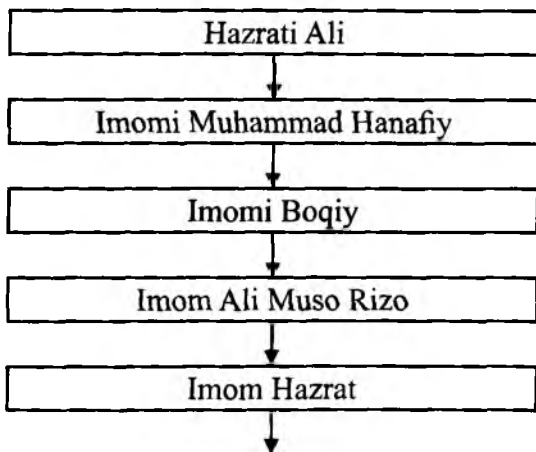 Hazrati Ali
Imomi Muhammad Hanafiy
Imomi Boqiy
Imom Ali Muso Rizo
Imom Hazrat